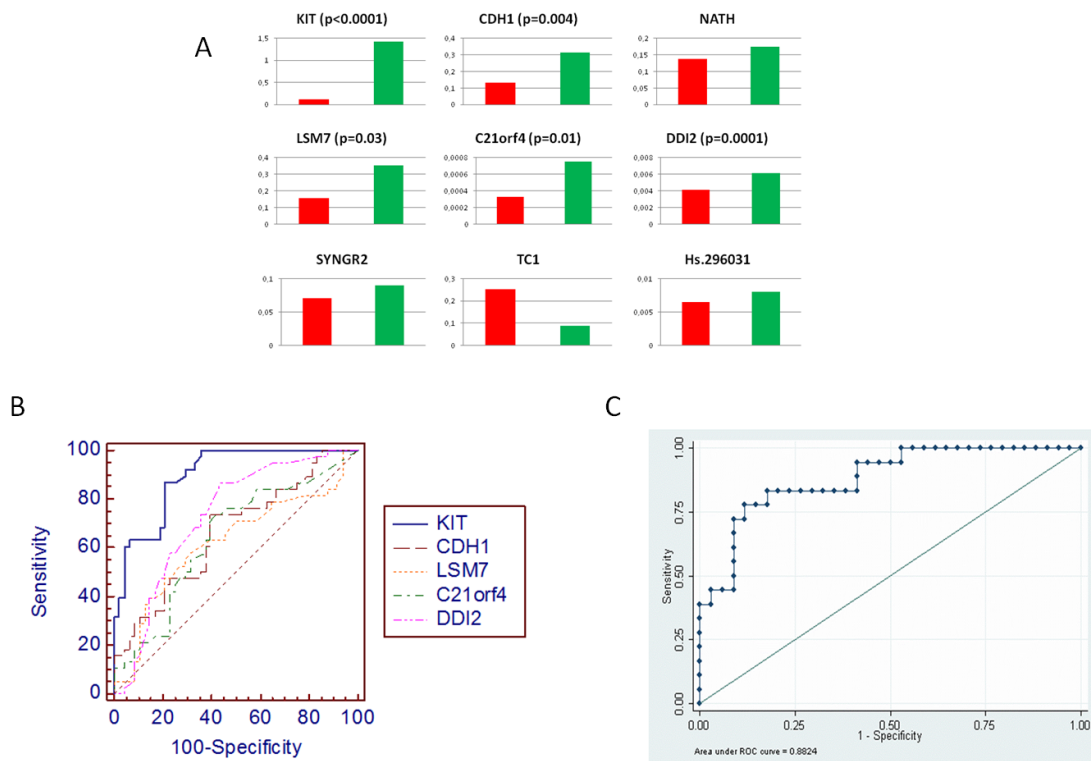 A
KIT (p<0.0001)
1,5
1
0,5
0
CDH1 (p=0.004)
0,4
0,3
0,2
0,1
0
NATH
0,2
0,15
0,1
0,05
0
LSM7 (p=0.03)
0,4
0,3
0,2
0,1
0
C21orf4 (p=0.01)
0,0008
0,0006
0,0004
0,0002
0
DDI2 (p=0.0001)
0,008
0,006
0,004
0,002
0
SYNGR2
0,1
0,05
0
TC1
0,3
0,2
0,1
0
Hs.296031
0,01
0,005
0
B
Sensitivity
100
80
60
40
20
0
0 20 40 60 80 100
100-Specificity
KIT
CDH1
LSM7
C21orf4
DDI2
C
Sensitivity
1.00
0.75
0.50
0.25
0.00
0.00 0.25 0.50 0.75 1.00
1 - Specificity
Area under ROC curve = 0.8824